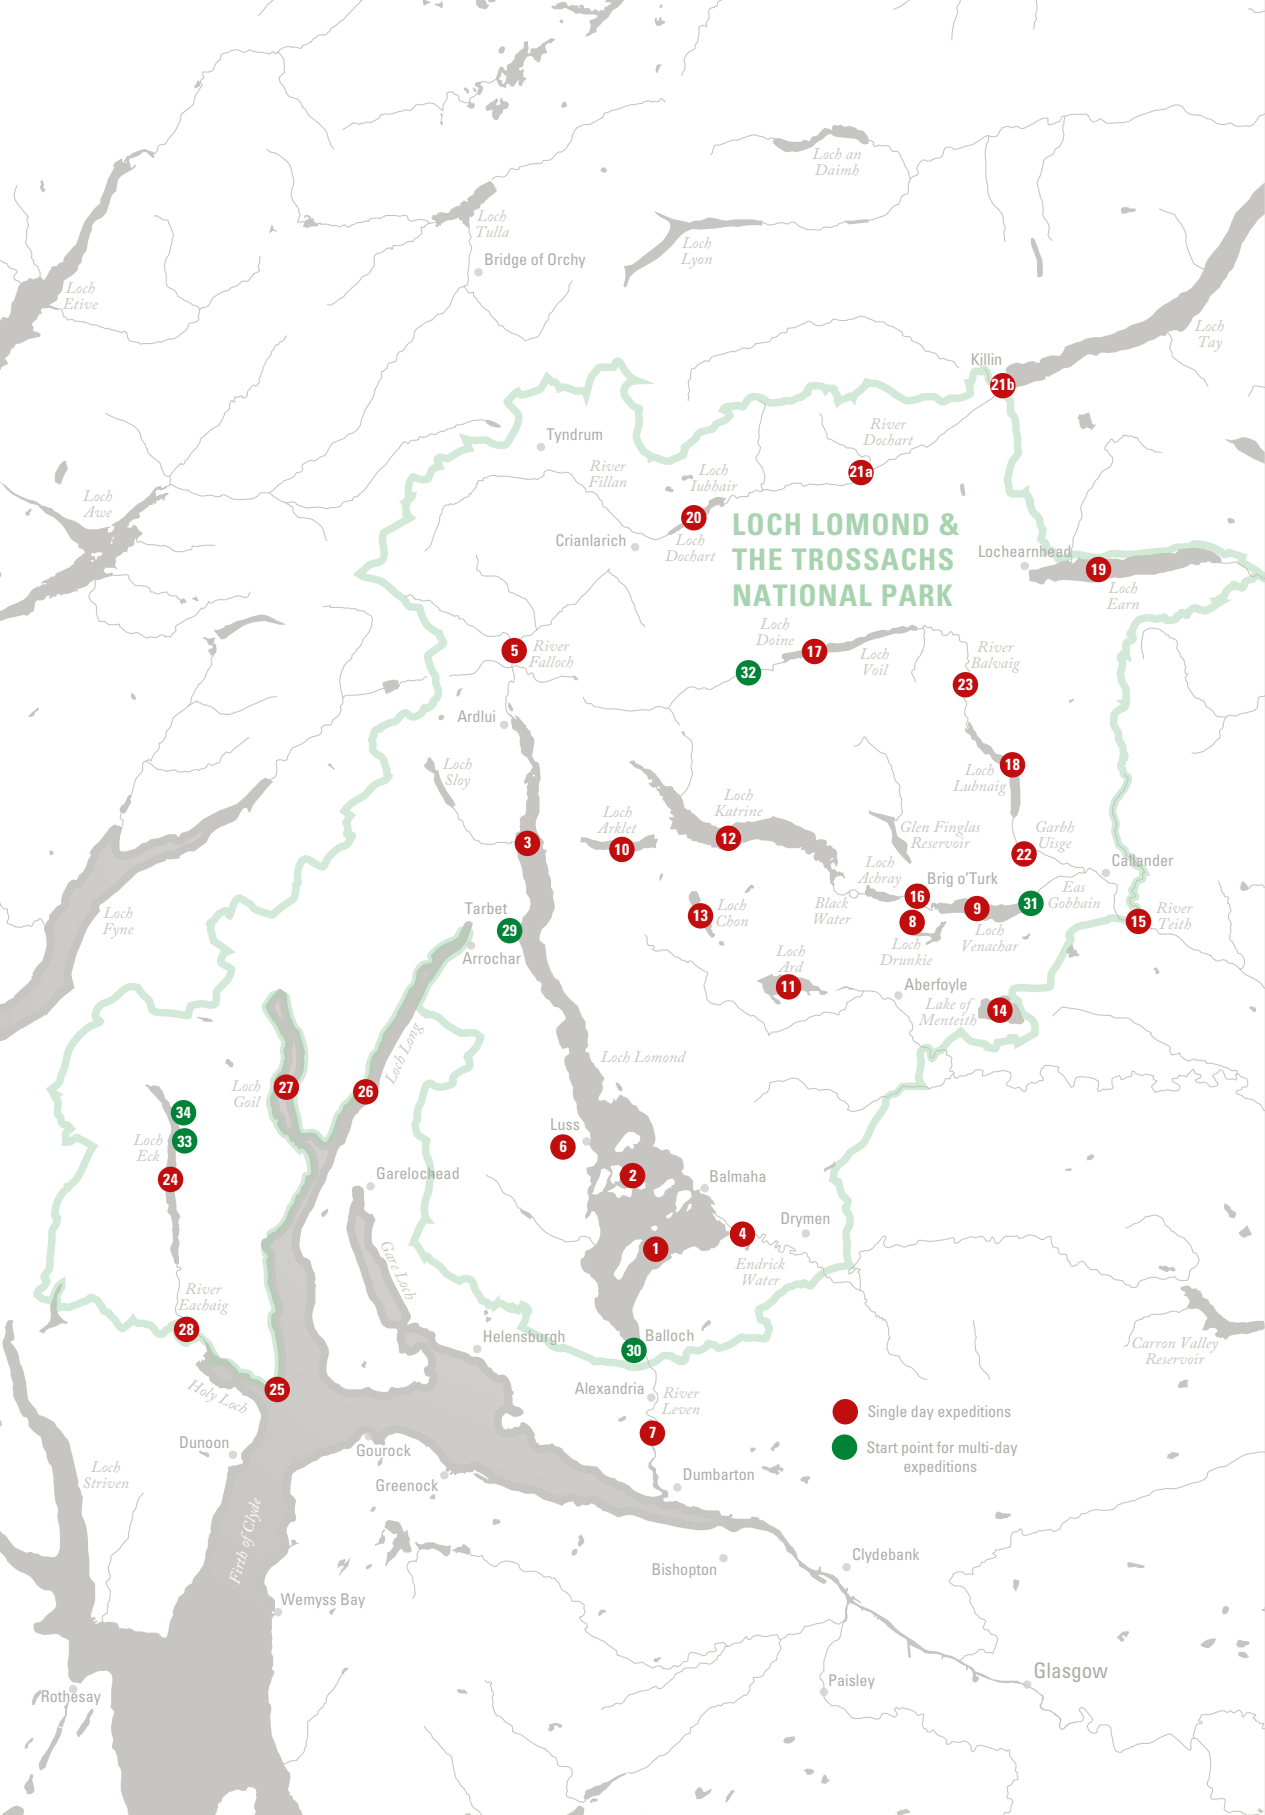 Loch an
Daimh
Loch
Tulla
Loch
Lyon
Bridge of Orchy
Loch
Etive
Loch
Tay
Killin
21b
River
Dochart
Tyndrum
River
Fillan
Loch
Iubhair
21a
Loch
Awe
20
LOCH LOMOND &
THE TROSSACHS
NATIONAL PARK
Crianlarich
Loch
Dochart
Lochearnhead
19
Loch
Earn
5
River
Falloch
Loch
Doine
17
Loch
Voil
River
Balvaig
32
23
Ardlui
Loch
Sloy
Loch
Lubnaig
18
Loch
Katrine
Loch
Arklet
3
10
12
Glen Finglas
Reservoir
Garbh
Uisge
22
Callander
Loch
Achray
Brig o'Turk
Eas
Gobhain
16
31
9
8
Black
Water
Loch
Venachar
Loch
Drunkie
15
River
Teith
Loch
Fyne
Tarbet
29
Arrochar
13
Loch
Chon
Loch
Ard
11
Aberfoyle
Lake of
Menteith
14
Loch Long
Loch Lomond
27
Loch
Goil
26
34
33
Loch
Eck
24
Luss
6
2
Balmaha
Garelochead
Drymen
4
1
Endrick
Water
Gare Loch
River
Eachaig
28
Helensburgh
Balloch
30
Carron Valley
Reservoir
Holy Loch
25
Alexandria
River
Leven
7
Single day expeditions
Start point for multi-day
expeditions
Dunoon
Gourock
Greenock
Dumbarton
Loch
Striven
Firth of Clyde
Bishopton
Clydebank
Wemyss Bay
Glasgow
Paisley
Rothesay